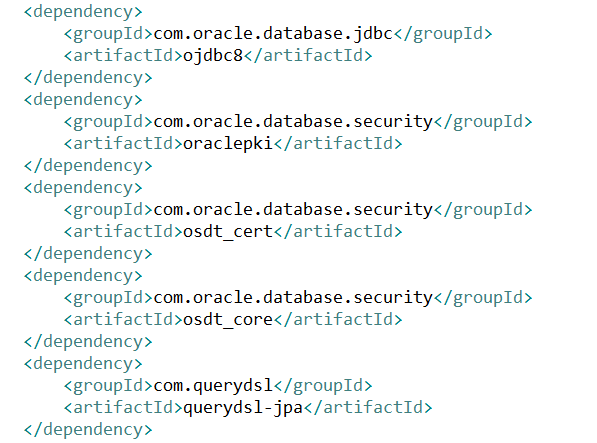 <dependency>
    <groupId>com.oracle.database.jdbc</groupId>
    <artifactId>ojdbc8</artifactId>
</dependency>
<dependency>
    <groupId>com.oracle.database.security</groupId>
    <artifactId>oraclepki</artifactId>
</dependency>
<dependency>
    <groupId>com.oracle.database.security</groupId>
    <artifactId>osdt_cert</artifactId>
</dependency>
<dependency>
    <groupId>com.oracle.database.security</groupId>
    <artifactId>osdt_core</artifactId>
</dependency>
<dependency>
    <groupId>com.querydsl</groupId>
    <artifactId>querydsl-jpa</artifactId>
</dependency>